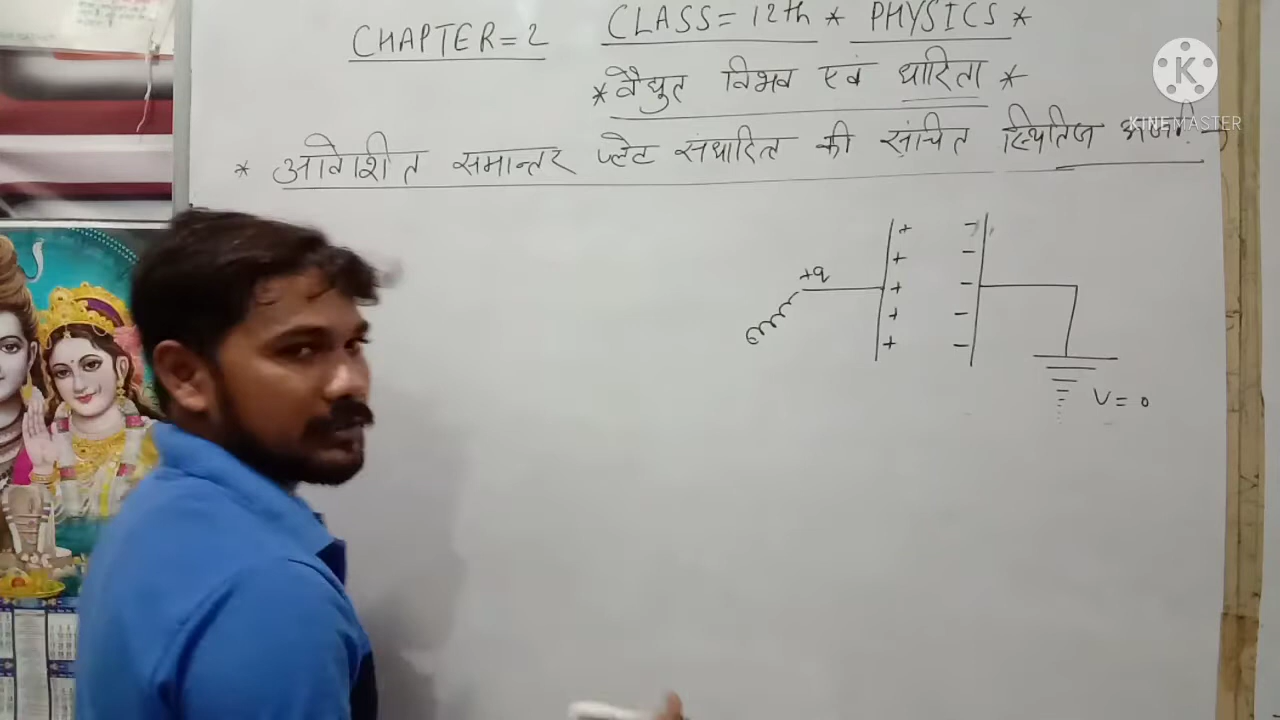 CHAPTER=2 CLASS=12th * PHYSICS *
* वैद्युत विभव एवं धारिता *
* आवेशीत समान्तर प्लेट संधारित की संचित स्थितिज
+q
+ + + + +
- - - - -
V = 0
K
KINEMASTER